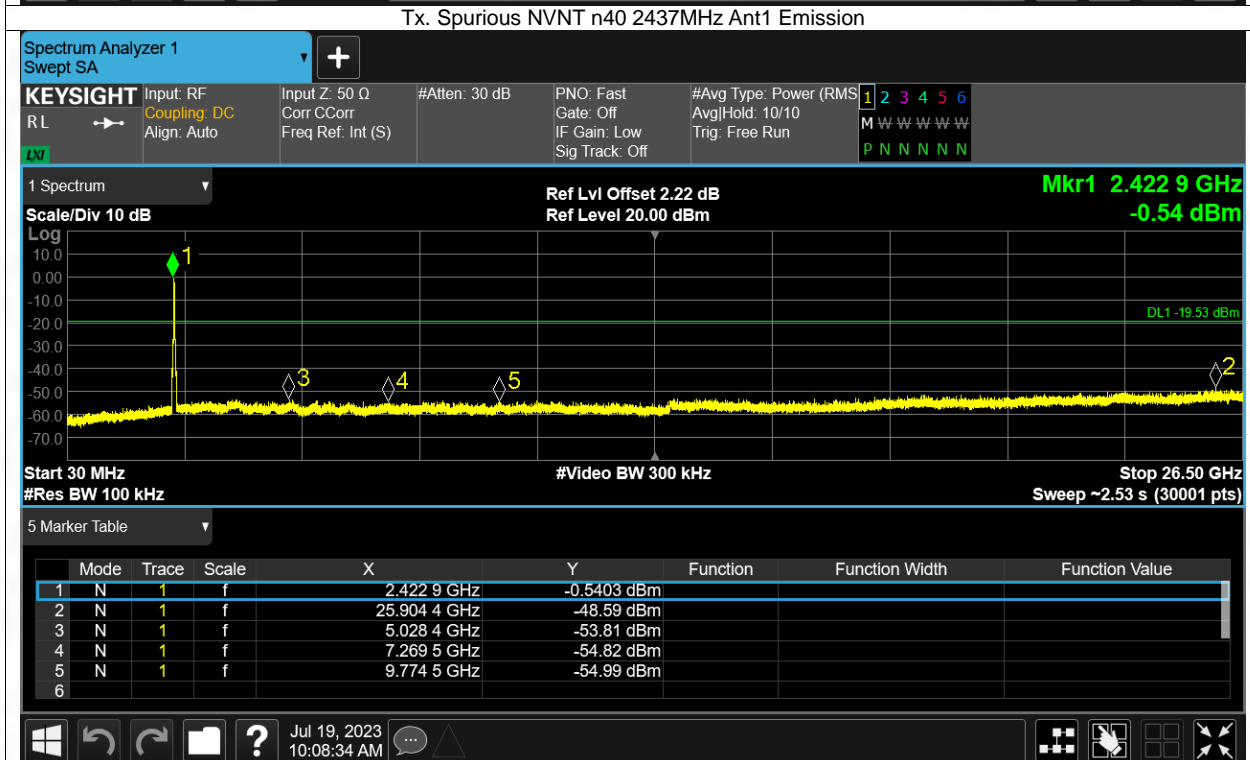 Tx. Spurious NVNT n40 2437MHz Ant1 Emission
Spectrum Analyzer 1
Swept SA
KEYSIGHT
RL
LXI
Input: RF
Coupling: DC
Align: Auto
Input Z: 50 Ω
Corr CCorr
Freq Ref: Int (S)
#Atten: 30 dB
PNO: Fast
Gate: Off
IF Gain: Low
Sig Track: Off
#Avg Type: Power (RMS
Avg|Hold: 10/10
Trig: Free Run
1 2 3 4 5 6
M W W W W W
P N N N N N
1 Spectrum
Scale/Div 10 dB
Ref Lvl Offset 2.22 dB
Ref Level 20.00 dBm
Mkr1 2.422 9 GHz
-0.54 dBm
Log
10.0
0.00
-10.0
-20.0
-30.0
-40.0
-50.0
-60.0
-70.0
1
DL1 -19.53 dBm
3
4
5
2
Start 30 MHz
#Res BW 100 kHz
#Video BW 300 kHz
Stop 26.50 GHz
Sweep ~2.53 s (30001 pts)
5 Marker Table
Mode Trace Scale X Y Function Function Width Function Value
1 N 1 f 2.422 9 GHz -0.5403 dBm
2 N 1 f 25.904 4 GHz -48.59 dBm
3 N 1 f 5.028 4 GHz -53.81 dBm
4 N 1 f 7.269 5 GHz -54.82 dBm
5 N 1 f 9.774 5 GHz -54.99 dBm
6
?
Jul 19, 2023
10:08:34 AM